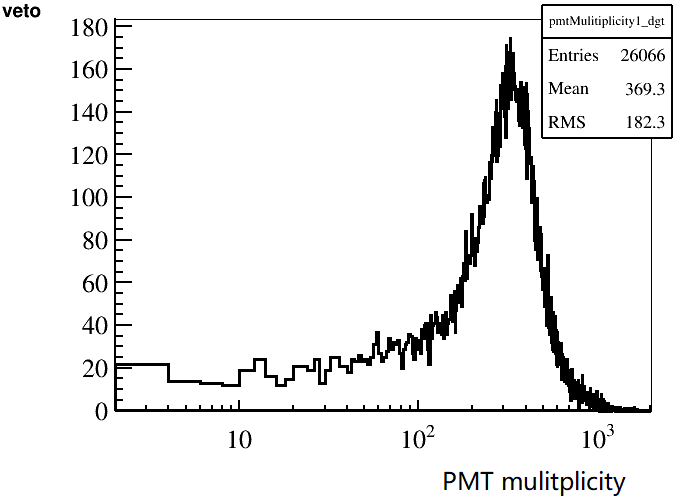 veto
pmtMulitiplicity1_dgt
Entries 26066
Mean 369.3
RMS 182.3
180
160
140
120
100
80
60
40
20
0
10 10² 10³
PMT mulitplicity